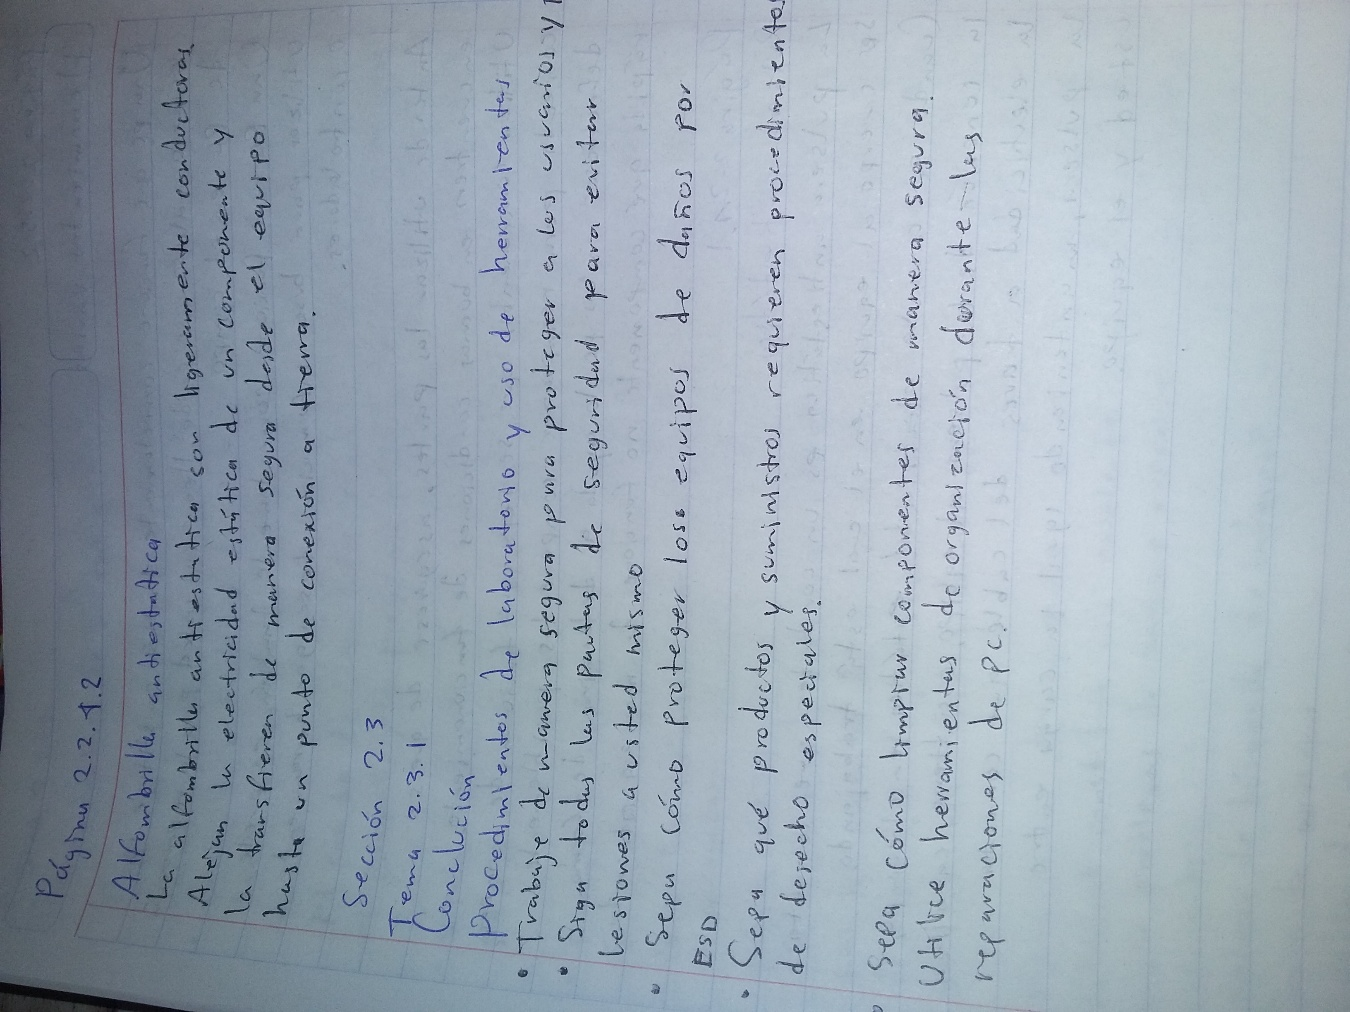 Página 2.2.4.2
Alfombrilla antiestatica
La alfombrilla antiestatica son ligeramente conductoras.
Alejan la electricidad estática de un componente y
la transfieren de manera segura desde el equipo
hasta un punto de conexión a tierra.
Sección 2.3
Tema 2.3.1
Conclución
Procedimientos de laboratorio y uso de herramientas
• Trabaje de manera segura para proteger a los usuarios y
• Siga todas las pautas de seguridad para evitar
Lesiones a usted mismo
• Sepa cómo proteger los equipos de daños por
ESD
• Sepa qué productos y suministros requieren procedimientos
de desecho especiales.
• Sepa Cómo limpiar componentes de manera segura.
Utilice herramientas de organización durante las
reparaciones de PC.